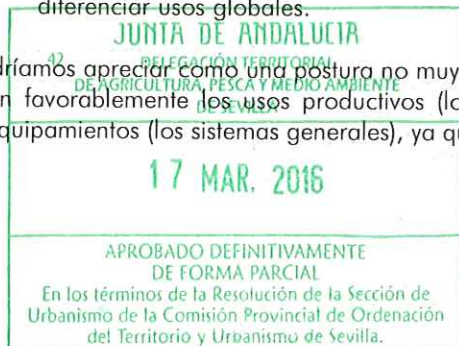 diferenciar usos globales.
JUNTA DE ANDALUCIA
42
DELEGACIÓN TERRITORIAL
dríamos apreciar como una postura no muy
DE AGRICULTURA, PESCA Y MEDIO AMBIENTE
n favorablemente los usos productivos (lo
DE SEVILLA
quipamientos (los sistemas generales), ya qu
17 MAR. 2016
APROBADO DEFINITIVAMENTE
DE FORMA PARCIAL
En los términos de la Resolución de la Sección de
Urbanismo de la Comisión Provincial de Ordenación
del Territorio y Urbanismo de Sevilla.